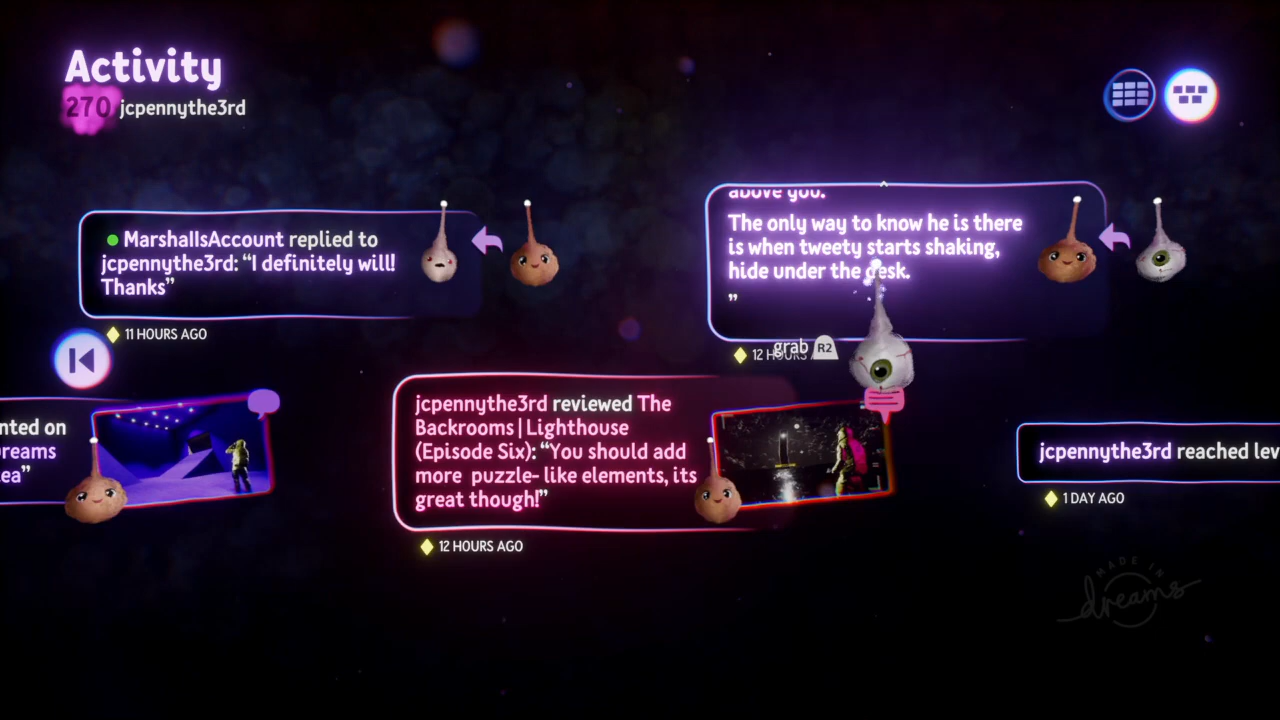 Activity
270 jcpennythe3rd
MarshallsAccount replied to
jcpennythe3rd: “I definitely will!
Thanks”
11 HOURS AGO
above you.
The only way to know he is there
is when tweety starts shaking,
hide under the desk.
”
12 HOURS
grab R2
nted on
reams
ea”
jcpennythe3rd reviewed The
Backrooms | Lighthouse
(Episode Six): “You should add
more  puzzle- like elements, its
great though!”
12 HOURS AGO
jcpennythe3rd reached lev
1 DAY AGO
MADE IN
dreams